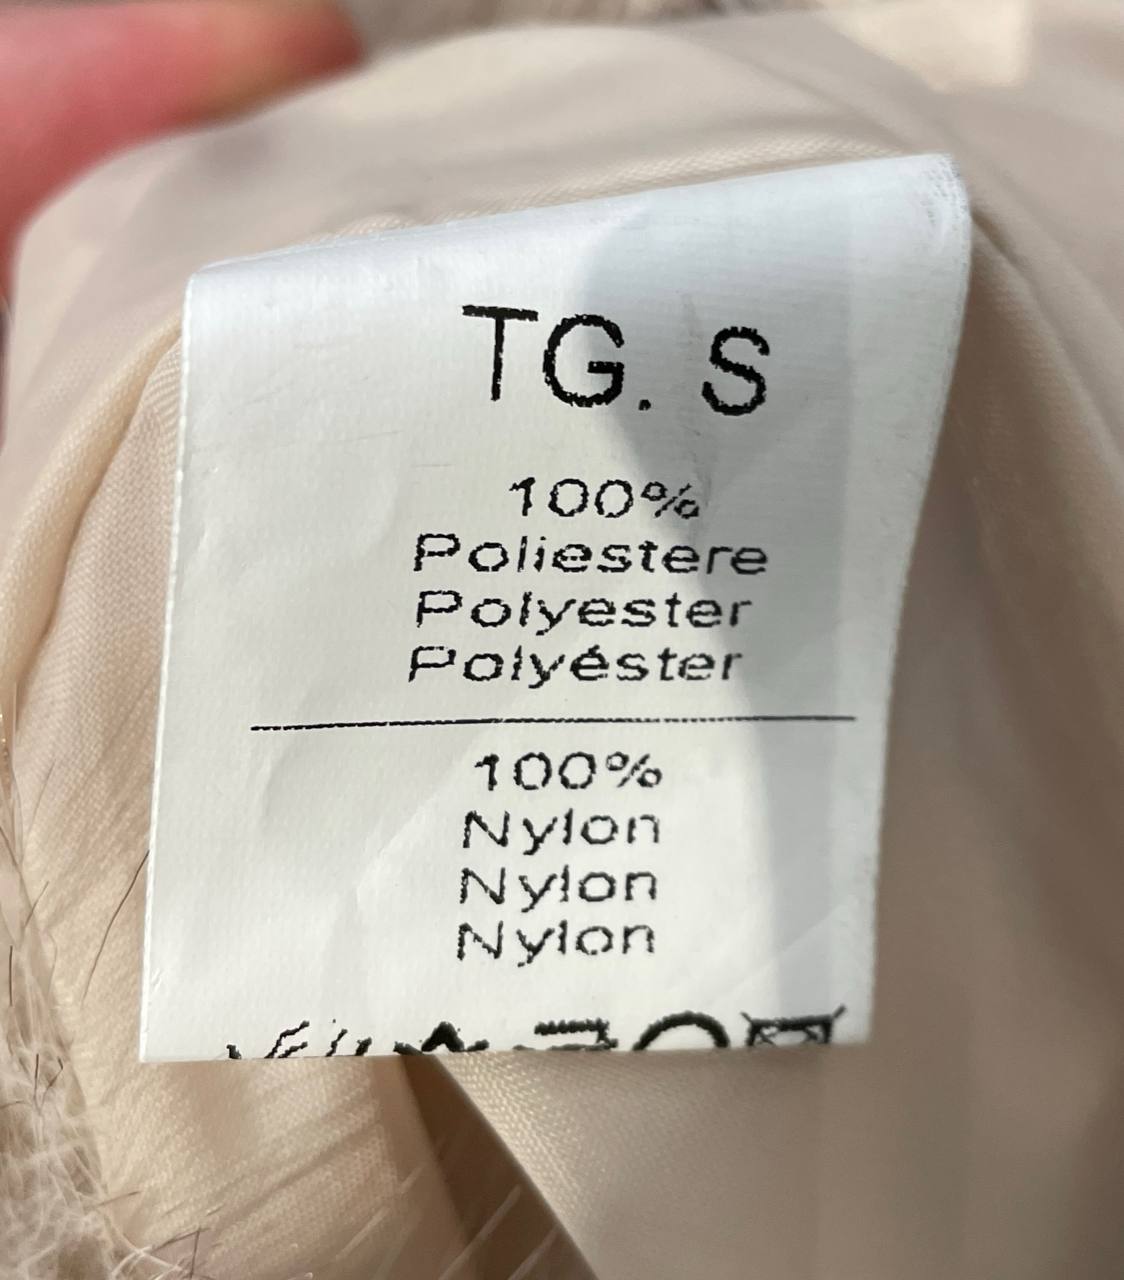 TG. S
100%
Poliestere
Polyester
Polyéster
100%
Nylon
Nylon
Nylon